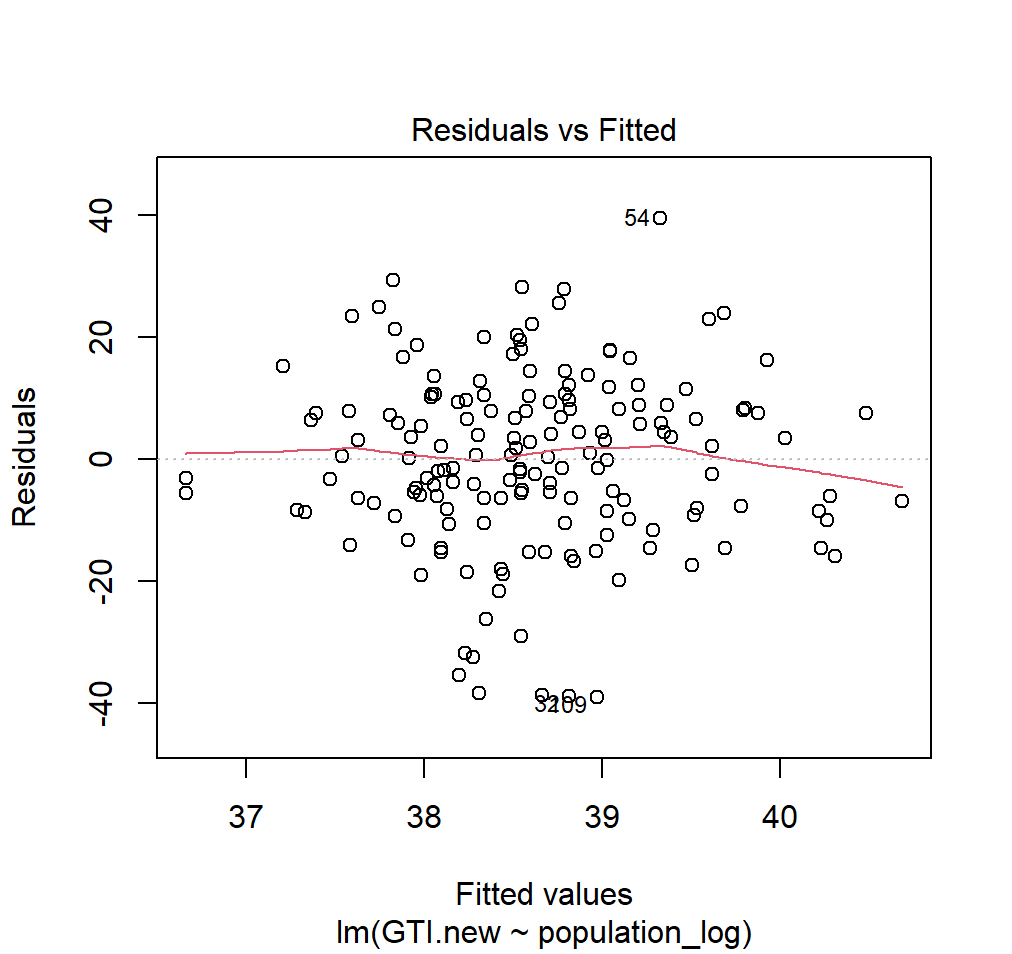 Residuals vs Fitted
Residuals
40
20
0
-20
-40
54
109
37
38
39
40
Fitted values
lm(GTI.new ~ population_log)